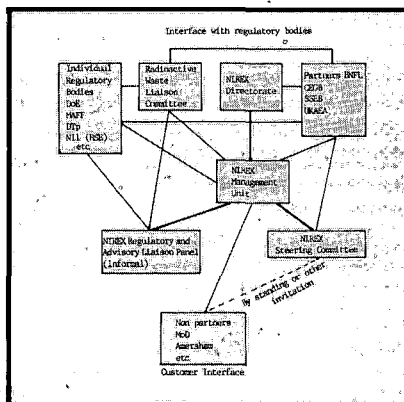 Interface with regulatory bodies
Individual
Regulatory
Bodies
DoE
MAFF
DTp
NII (HSE)
etc
Radioactive
Waste
Liaison
Committee
NIREX
Directorate
Partners BNFL
CEGB
SSEB
UKAEA
NIREX
Management
Unit
NIREX Regulatory and
Advisory Liaison Panel
(informal)
NIREX
Steering Committee
By standing or other
invitation
Non partners
MoD
Amersham
etc
Customer Interface